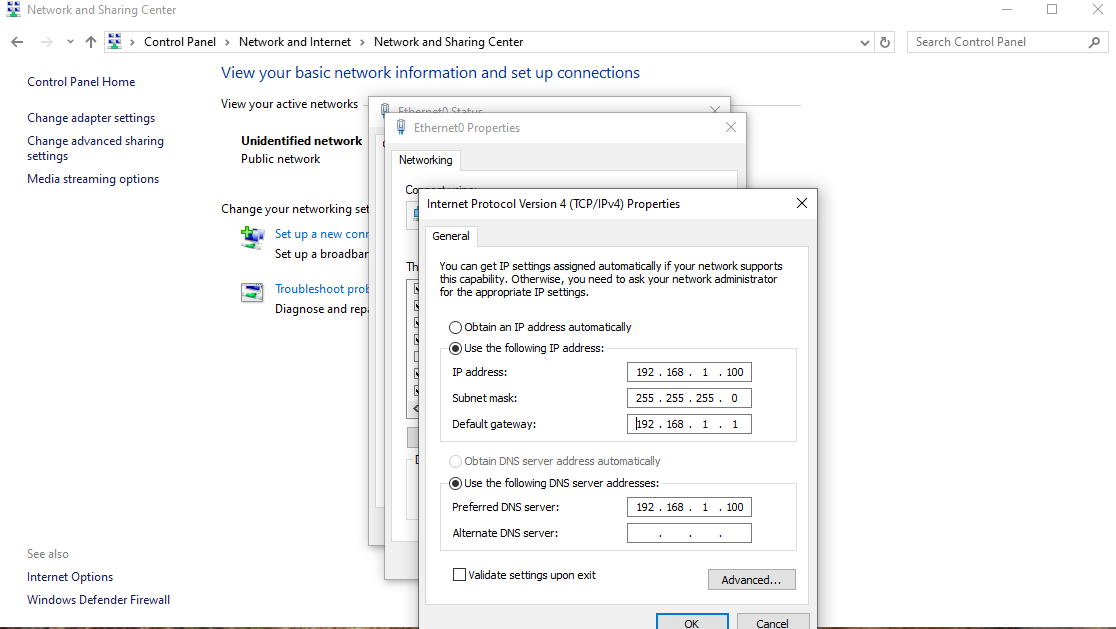 Network and Sharing Center
Control Panel > Network and Internet > Network and Sharing Center
Search Control Panel
Control Panel Home
Change adapter settings
Change advanced sharing
settings
Media streaming options
See also
Internet Options
Windows Defender Firewall
View your basic network information and set up connections
View your active networks
Unidentified network
Public network
Change your networking set
Set up a new conn
Set up a broadban
Troubleshoot prob
Diagnose and repa
Ethernet0 Status
Ethernet0 Properties
Networking
Connect using:
Th
Internet Protocol Version 4 (TCP/IPv4) Properties
General
You can get IP settings assigned automatically if your network supports
this capability. Otherwise, you need to ask your network administrator
for the appropriate IP settings.
Obtain an IP address automatically
Use the following IP address:
IP address: 192 . 168 . 1 . 100
Subnet mask: 255 . 255 . 255 . 0
Default gateway: 192 . 168 . 1 . 1
Obtain DNS server address automatically
Use the following DNS server addresses:
Preferred DNS server: 192 . 168 . 1 . 100
Alternate DNS server: . . .
Validate settings upon exit
Advanced...
OK
Cancel